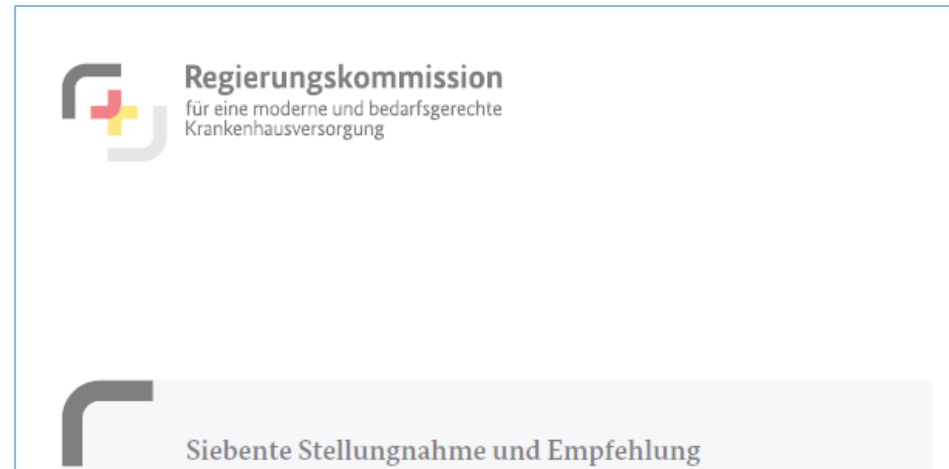 Regierungskommission
für eine moderne und bedarfsgerechte
Krankenhausversorgung
Siebente Stellungnahme und Empfehlung